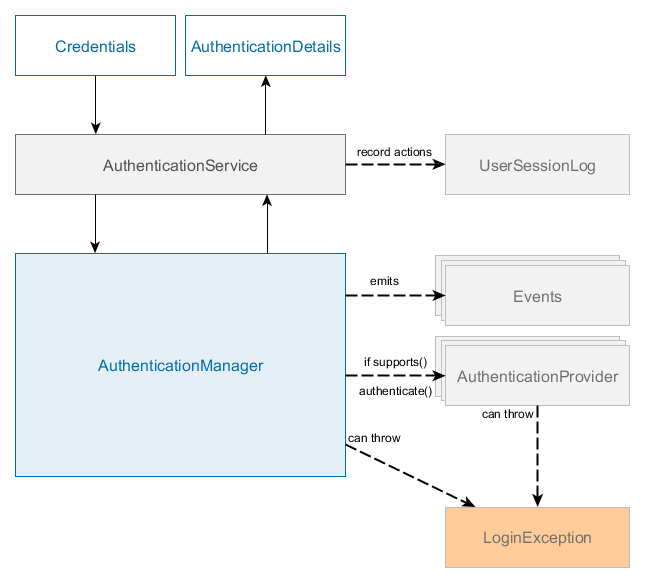 Credentials
AuthenticationDetails
AuthenticationService
record actions
UserSessionLog
emits
Events
AuthenticationManager
if supports()
authenticate()
AuthenticationProvider
can throw
can throw
LoginException